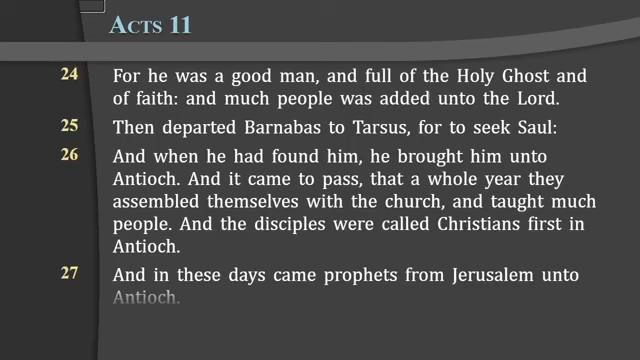 Acts 11
24 For he was a good man, and full of the Holy Ghost and
of faith: and much people was added unto the Lord.
25 Then departed Barnabas to Tarsus, for to seek Saul:
26 And when he had found him, he brought him unto
Antioch. And it came to pass, that a whole year they
assembled themselves with the church, and taught much
people. And the disciples were called Christians first in
Antioch.
27 And in these days came prophets from Jerusalem unto
Antioch.